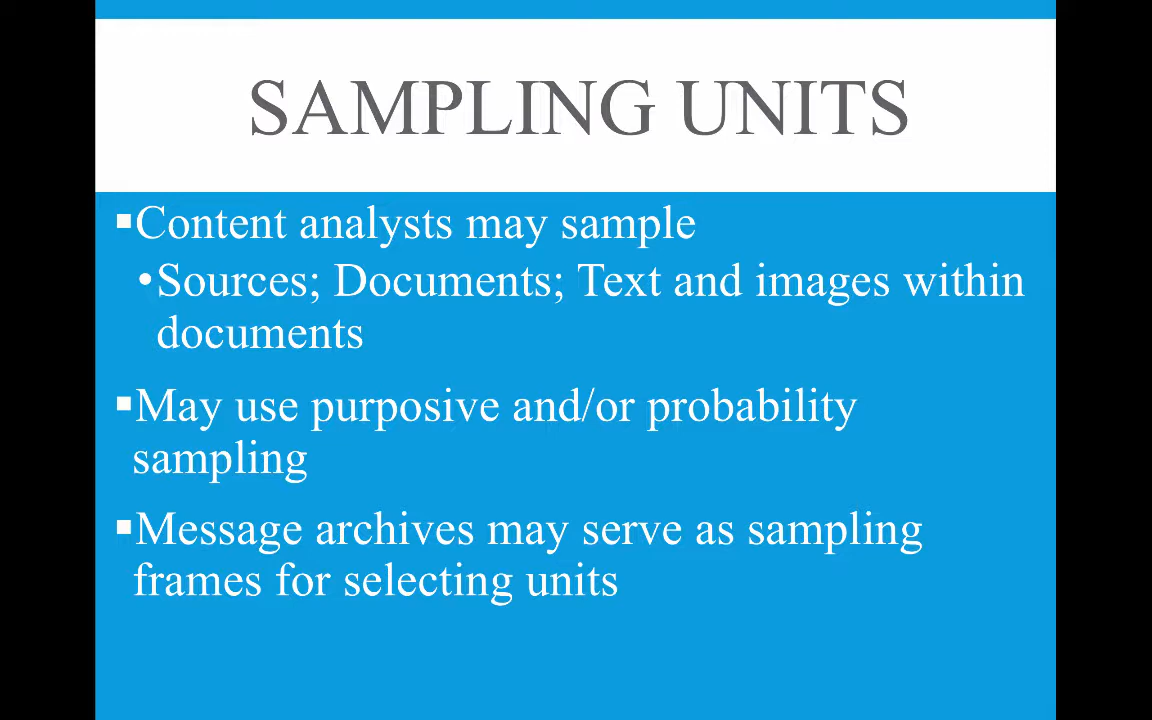 SAMPLING UNITS
▪Content analysts may sample
•Sources; Documents; Text and images within
documents
▪May use purposive and/or probability
sampling
▪Message archives may serve as sampling
frames for selecting units